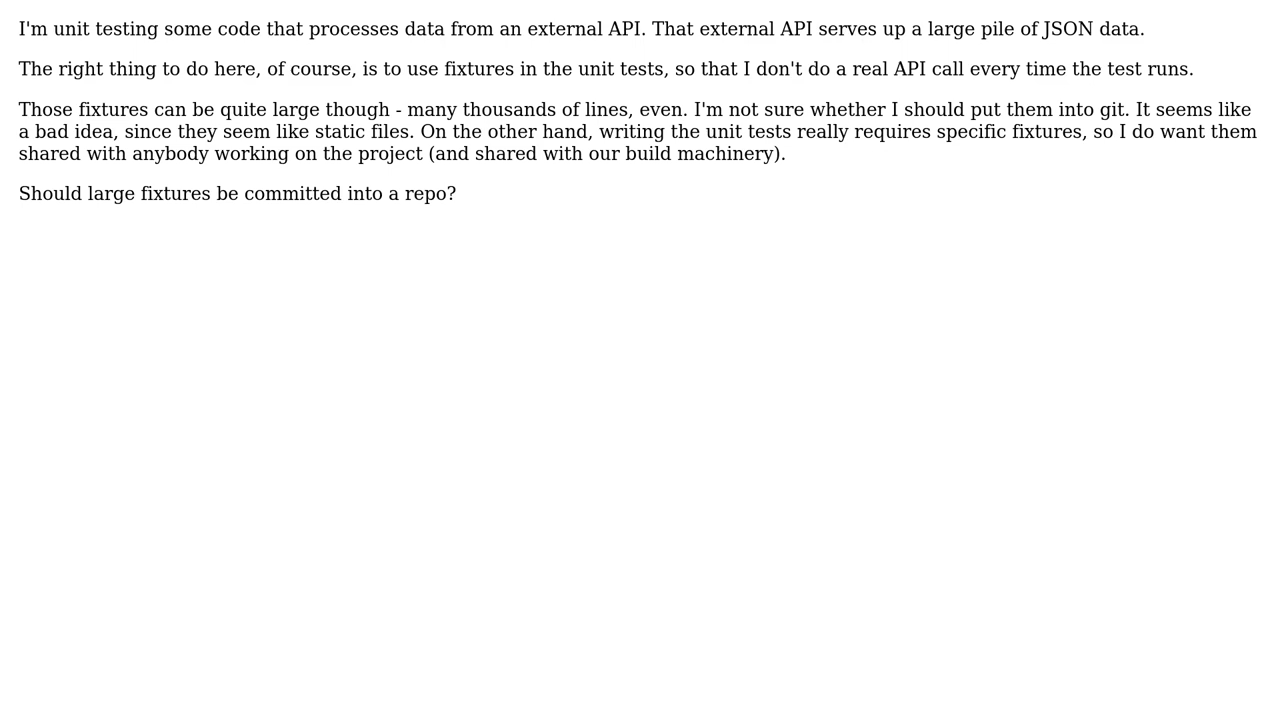 I'm unit testing some code that processes data from an external API. That external API serves up a large pile of JSON data.
The right thing to do here, of course, is to use fixtures in the unit tests, so that I don't do a real API call every time the test runs.
Those fixtures can be quite large though - many thousands of lines, even. I'm not sure whether I should put them into git. It seems like
a bad idea, since they seem like static files. On the other hand, writing the unit tests really requires specific fixtures, so I do want them
shared with anybody working on the project (and shared with our build machinery).
Should large fixtures be committed into a repo?